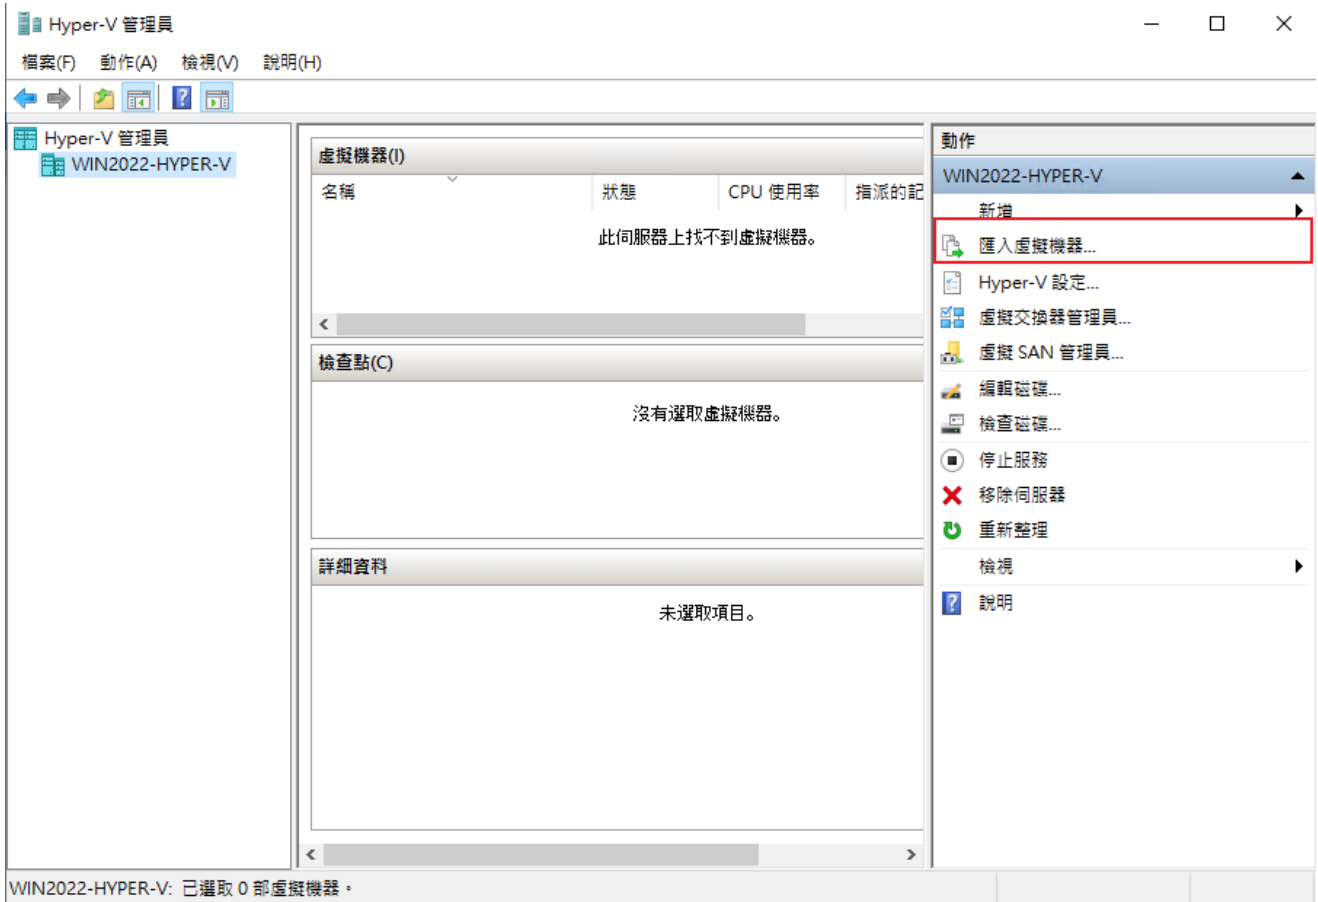 Hyper-V 管理員
檔案(F) 動作(A) 檢視(V) 說明(H)
Hyper-V 管理員
WIN2022-HYPER-V
虛擬機器(I)
名稱 狀態 CPU 使用率 指派的記
此伺服器上找不到虛擬機器。
檢查點(C)
沒有選取虛擬機器。
詳細資料
未選取項目。
動作
WIN2022-HYPER-V
新增
匯入虛擬機器...
Hyper-V 設定...
虛擬交換器管理員...
虛擬 SAN 管理員...
編輯磁碟...
檢查磁碟...
停止服務
移除伺服器
重新整理
檢視
說明
WIN2022-HYPER-V: 已選取 0 部虛擬機器。